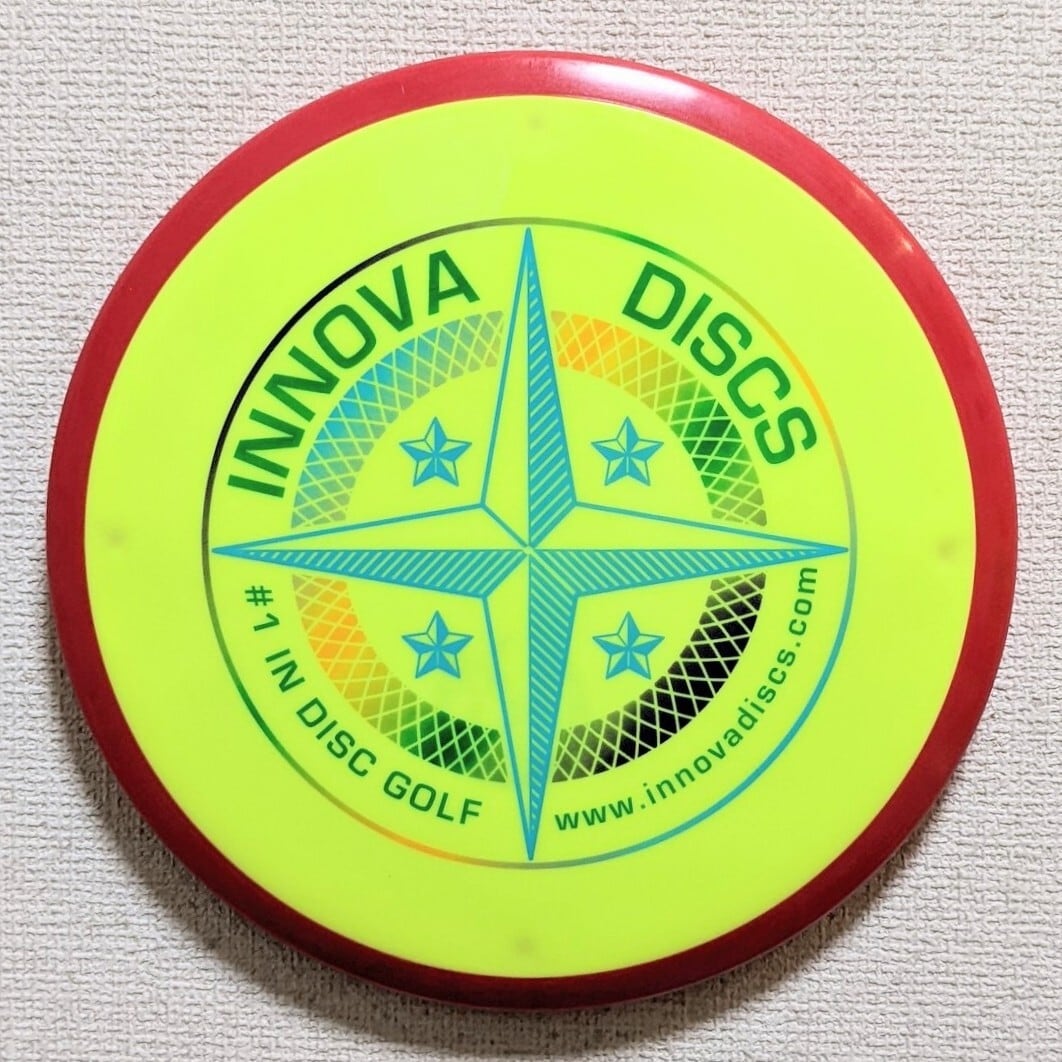 INNOVA DISCS
#1 IN DISC GOLF
www.innovadiscs.com